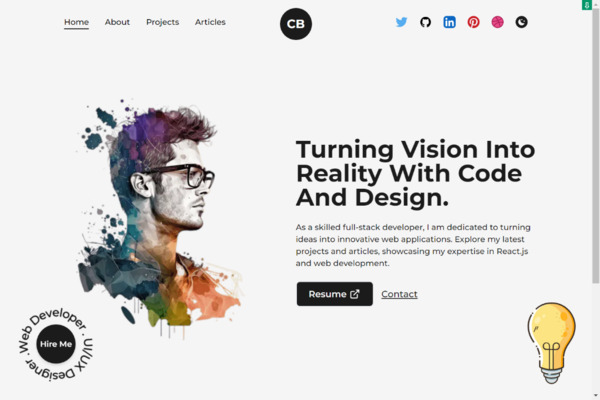 Home About Projects Articles
CB
Turning Vision Into
Reality With Code
And Design.
As a skilled full-stack developer, I am dedicated to turning
ideas into innovative web applications. Explore my latest
projects and articles, showcasing my expertise in React.js
and web development.
Resume Contact
Web Developer . UI/UX Designer .
Hire Me